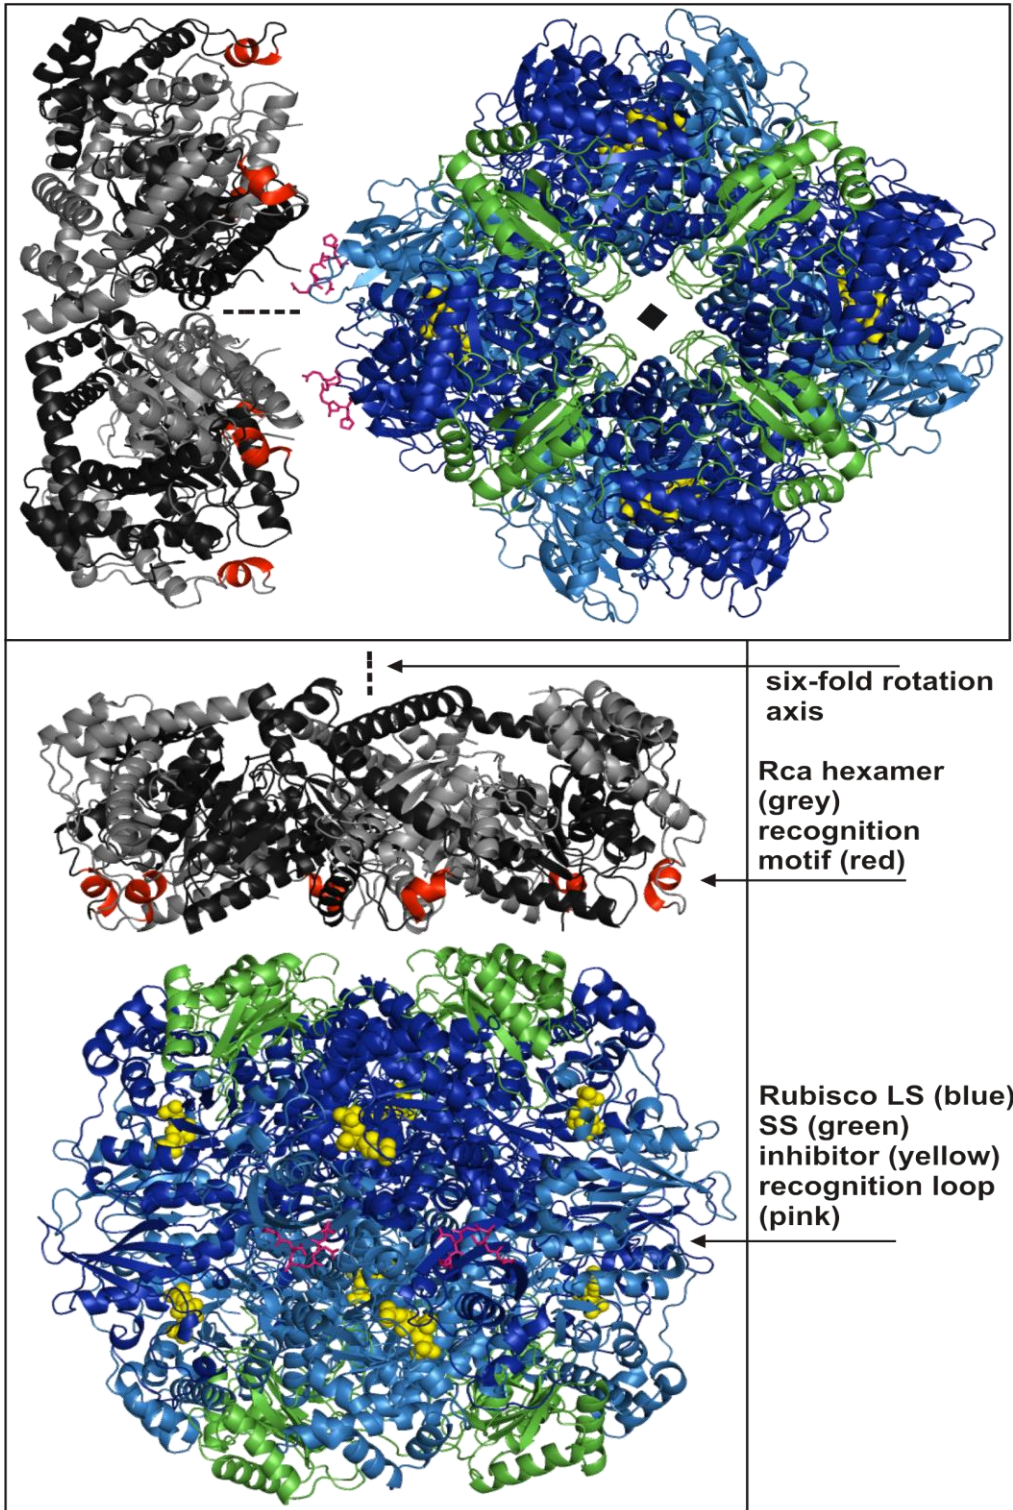 six-fold rotation
axis
Rca hexamer
(grey)
recognition
motif (red)
Rubisco LS (blue)
SS (green)
inhibitor (yellow)
recognition loop
(pink)